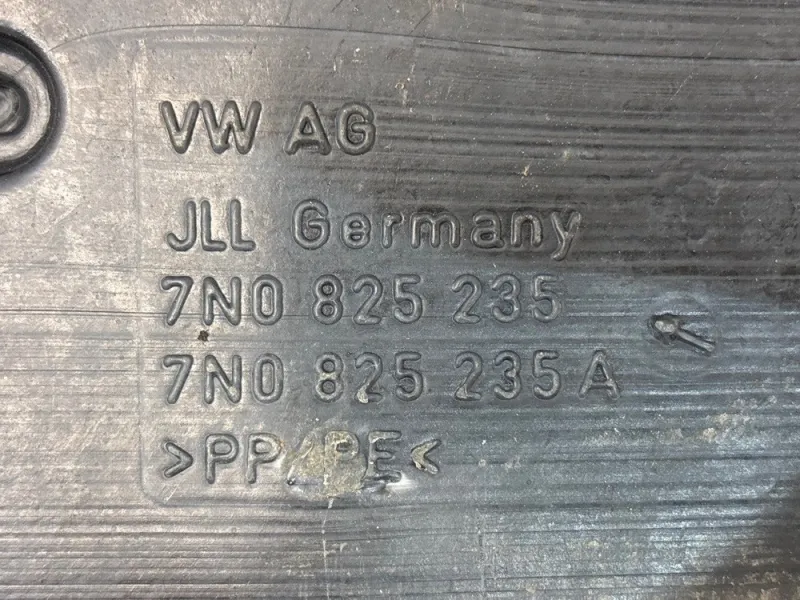 VW AG
JLL Germany
7N0 825 235
7N0 825 235 A
>PP+PE<